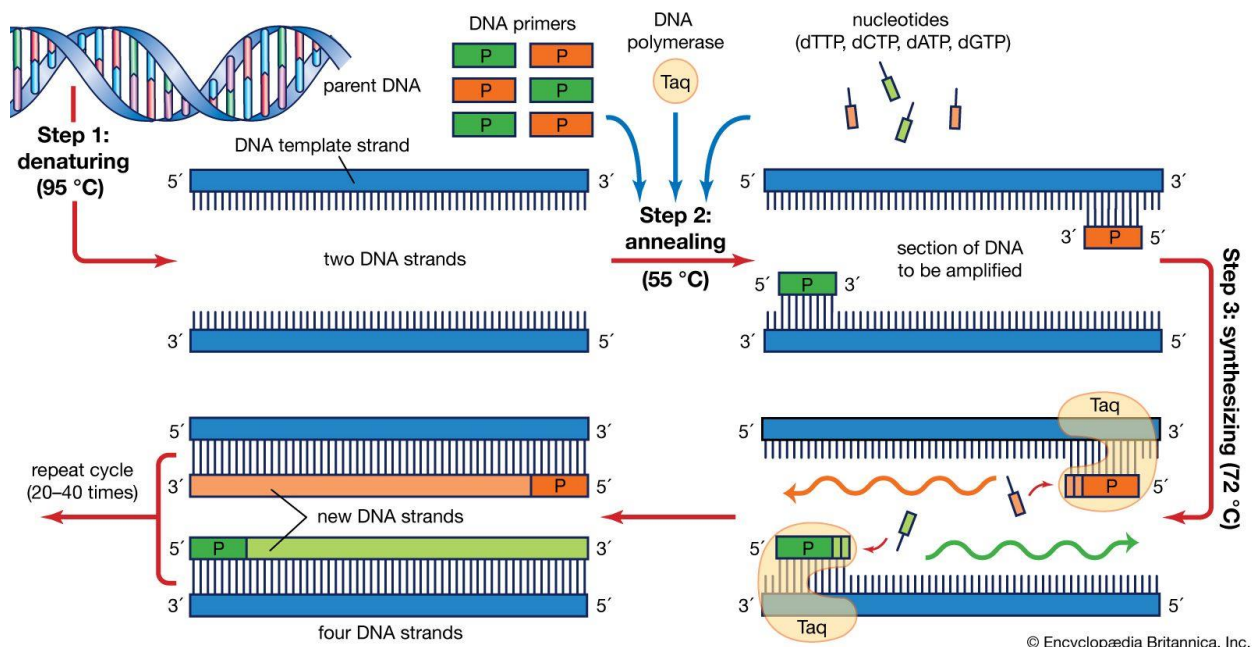 parent DNA
Step 1:
denaturing
(95 °C)
DNA primers
P P
P P
P P
DNA
polymerase
Taq
nucleotides
(dTTP, dCTP, dATP, dGTP)
DNA template strand
5′ 3′
two DNA strands
3′ 5′
Step 2:
annealing
(55 °C)
5′ 3′
3′ P 5′
section of DNA
to be amplified
5′ P 3′
3′ 5′
Step 3: synthesizing (72 °C)
Taq
5′ 3′
P 5′
5′ P
3′ 5′
Taq
5′ 3′
3′ P 5′
new DNA strands
5′ P 3′
3′ 5′
four DNA strands
repeat cycle
(20–40 times)
© Encyclopædia Britannica, Inc.